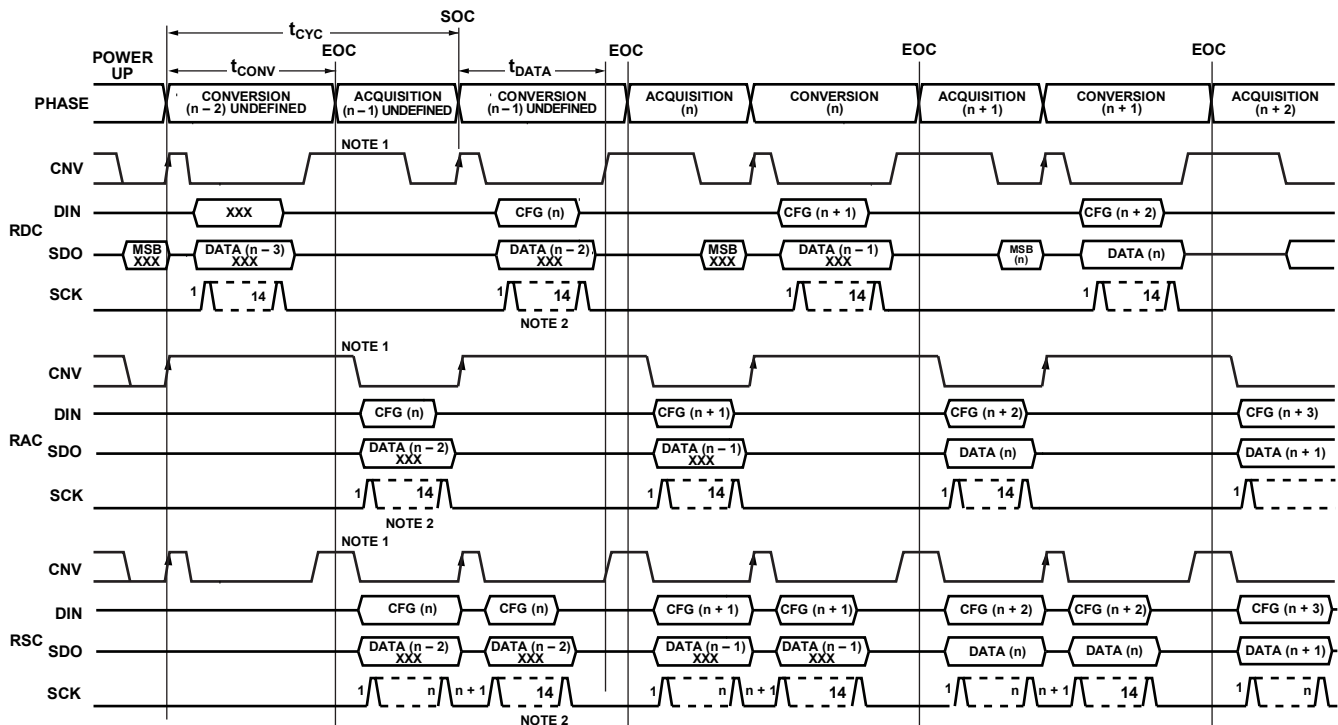 SOC
tCYC
EOC EOC EOC EOC
POWER
UP
tCONV tDATA
PHASE
CONVERSION
(n – 2) UNDEFINED
ACQUISITION
(n – 1) UNDEFINED
CONVERSION
(n – 1) UNDEFINED
ACQUISITION
(n)
CONVERSION
(n)
ACQUISITION
(n + 1)
CONVERSION
(n + 1)
ACQUISITION
(n + 2)
NOTE 1
CNV
RDC
DIN
XXX
CFG (n)
CFG (n + 1)
CFG (n + 2)
SDO
MSB
XXX
DATA (n – 3)
XXX
DATA (n – 2)
XXX
MSB
XXX
DATA (n – 1)
XXX
MSB
(n)
DATA (n)
SCK
1 14 1 14 1 14 1 14
NOTE 2
NOTE 1
CNV
RAC
DIN
CFG (n)
CFG (n + 1)
CFG (n + 2)
CFG (n + 3)
SDO
DATA (n – 2)
XXX
DATA (n – 1)
XXX
DATA (n)
DATA (n + 1)
SCK
1 14 1 14 1 14 1
NOTE 2
NOTE 1
CNV
RSC
DIN
CFG (n)
CFG (n)
CFG (n + 1)
CFG (n + 1)
CFG (n + 2)
CFG (n + 2)
CFG (n + 3)
SDO
DATA (n – 2)
XXX
DATA (n – 2)
XXX
DATA (n – 1)
XXX
DATA (n – 1)
XXX
DATA (n)
DATA (n)
DATA (n + 1)
SCK
1 n n + 1 14 1 n n + 1 14 1 n n + 1 14 1 n
NOTE 2